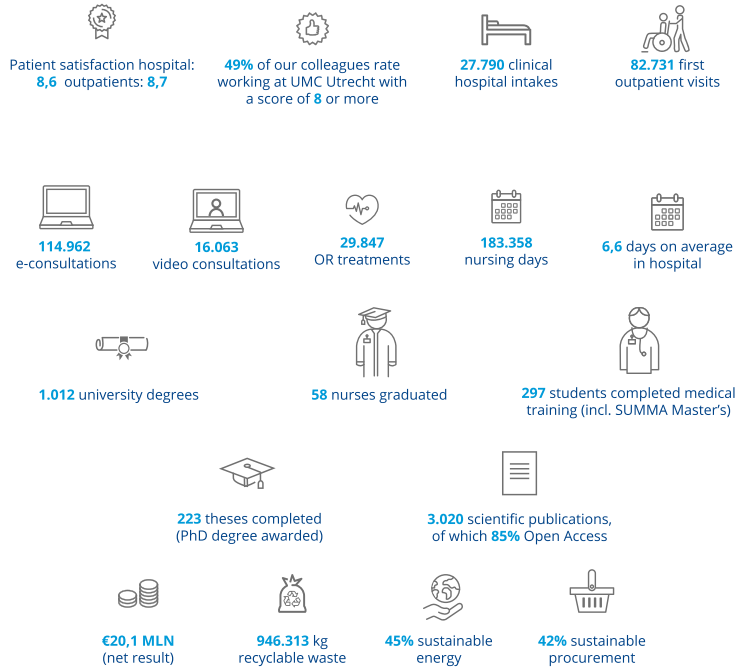 Patient satisfaction hospital:
8,6 outpatients: 8,7
49% of our colleagues rate
working at UMC Utrecht with
a score of 8 or more
27.790 clinical
hospital intakes
82.731 first
outpatient visits
114.962
e-consultations
16.063
video consultations
29.847
OR treatments
183.358
nursing days
6,6 days on average
in hospital
1.012 university degrees
58 nurses graduated
297 students completed medical
training (incl. SUMMA Master’s)
223 theses completed
(PhD degree awarded)
3.020 scientific publications,
of which 85% Open Access
€20,1 MLN
(net result)
946.313 kg
recyclable waste
45% sustainable
energy
42% sustainable
procurement